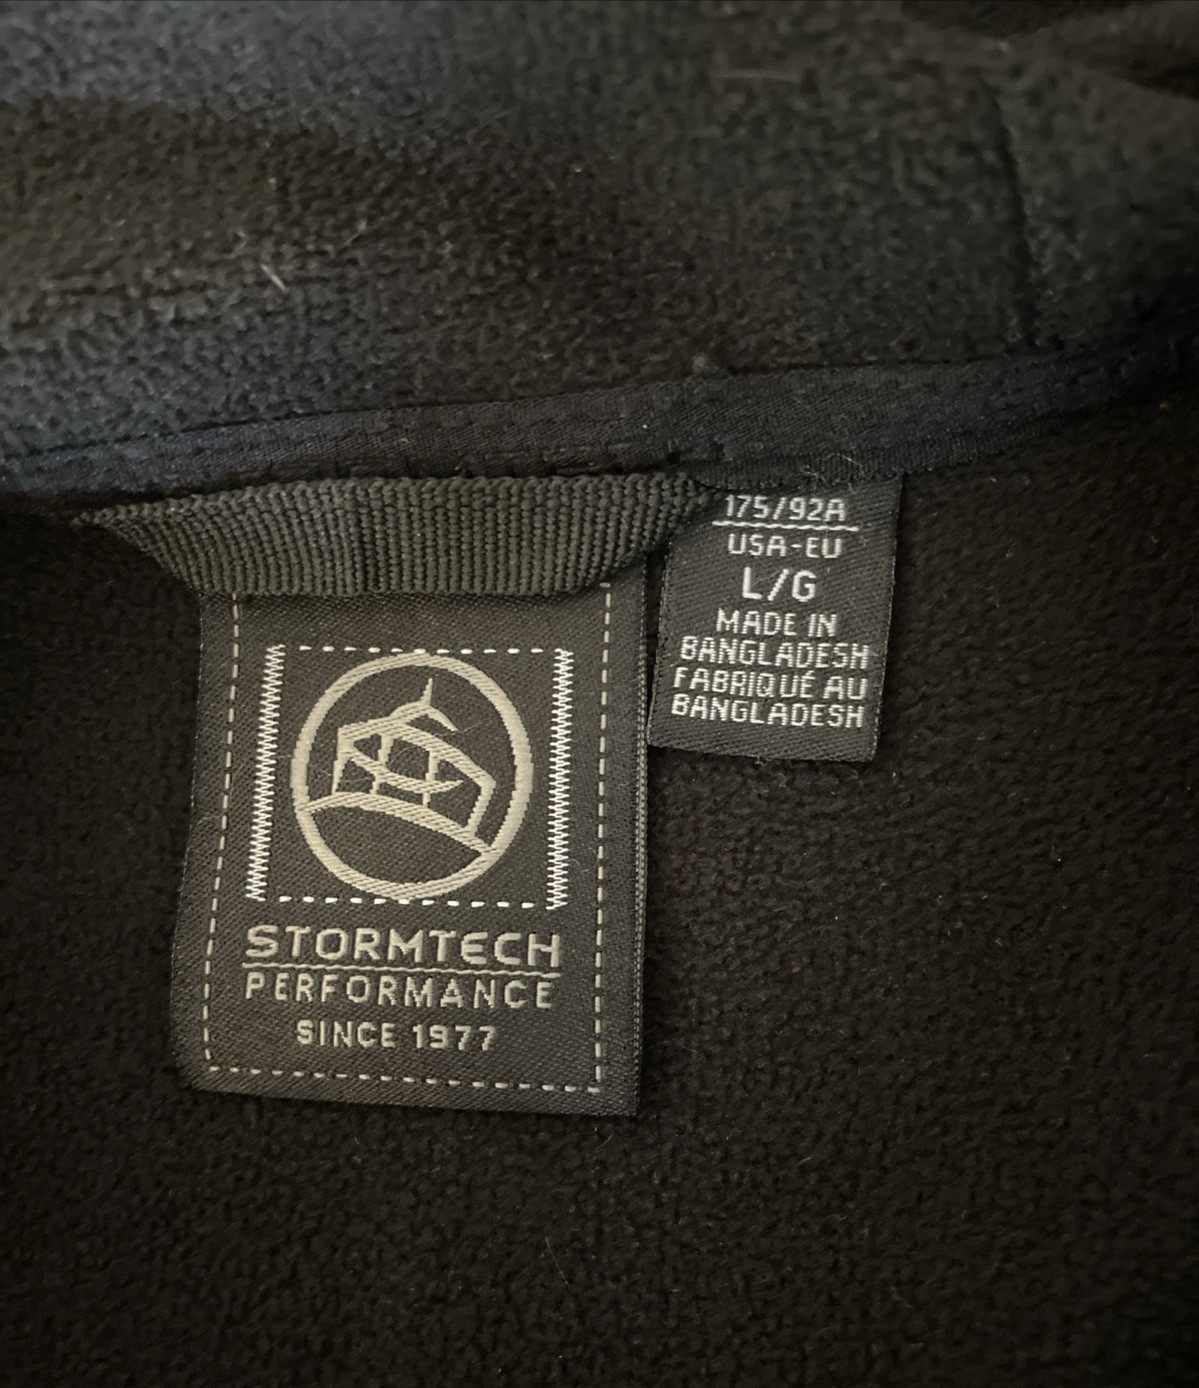 175/92A
USA-EU
L/G
MADE IN
BANGLADESH
FABRIQUÉ AU
BANGLADESH
STORMTECH
PERFORMANCE
SINCE 1977